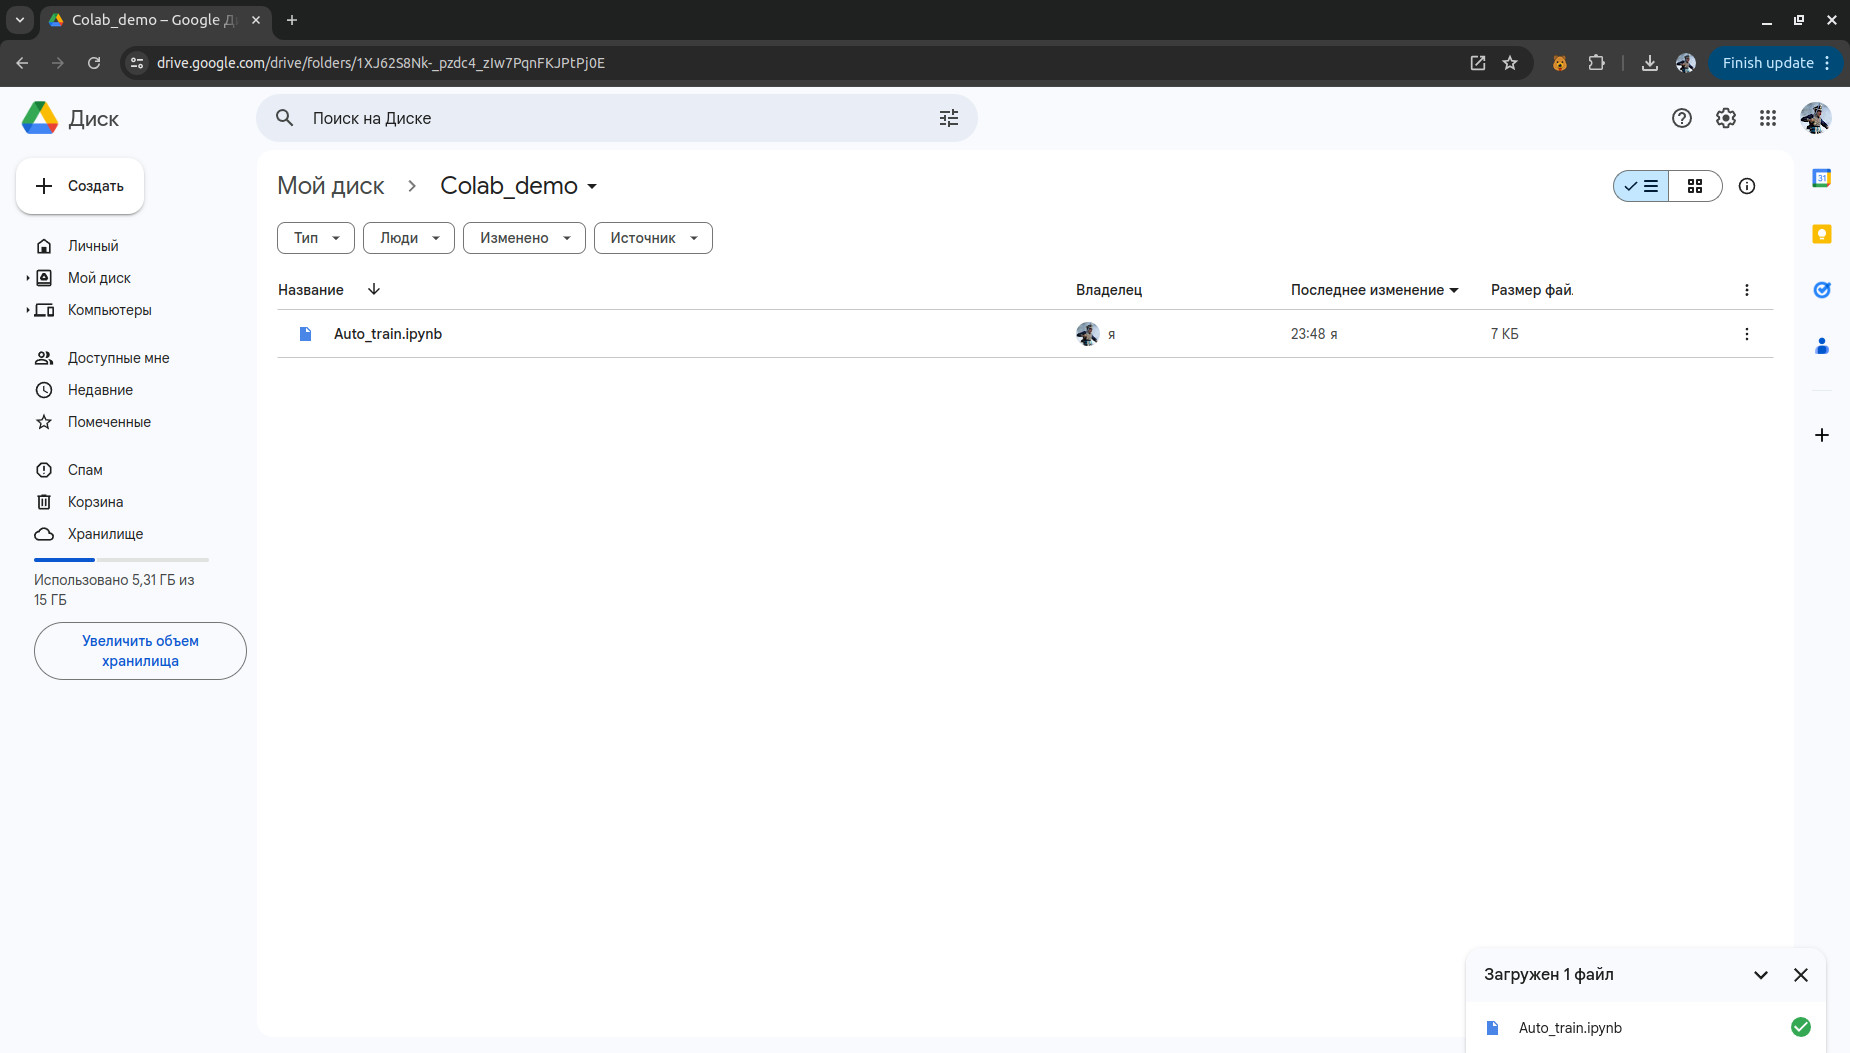 Colab_demo – Google Д
drive.google.com/drive/folders/1XJ62S8Nk-_pzdc4_zIw7PqnFKJPtPj0E
Finish update
Диск
Поиск на Диске
Создать
Личный
Мой диск
Компьютеры
Доступные мне
Недавние
Помеченные
Спам
Корзина
Хранилище
Использовано 5,31 ГБ из
15 ГБ
Увеличить объем
хранилища
Мой диск
Colab_demo
Тип
Люди
Изменено
Источник
Название
Владелец
Последнее изменение
Размер фай
Auto_train.ipynb
я
23:48 я
7 КБ
31
Загружен 1 файл
Auto_train.ipynb